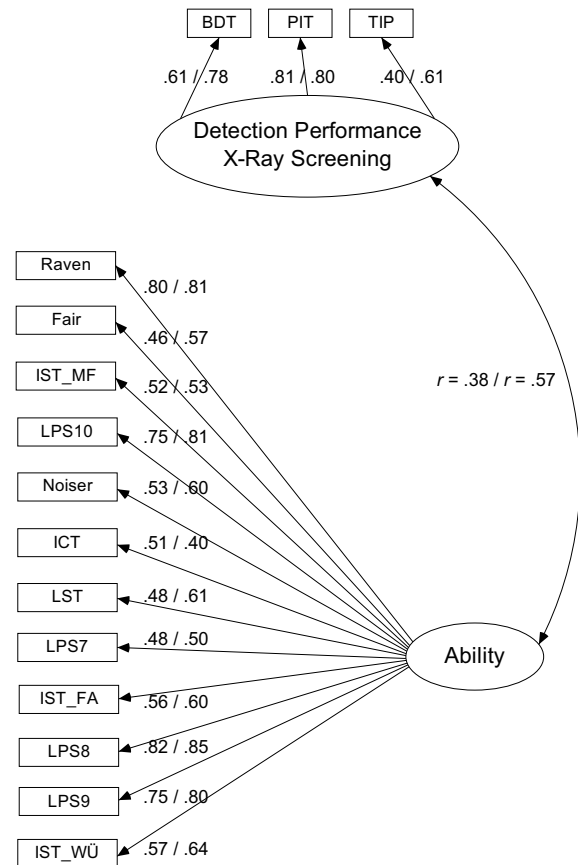 BDT PIT TIP
.61 / .78 .81 / .80 .40 / .61
Detection Performance
X-Ray Screening
Raven
.80 / .81
Fair
.46 / .57
IST_MF
.52 / .53
r = .38 / r = .57
LPS10
.75 / .81
Noiser
.53 / .60
ICT
.51 / .40
LST
.48 / .61
LPS7
.48 / .50
Ability
IST_FA
.56 / .60
LPS8
.82 / .85
LPS9
.75 / .80
IST_WÜ
.57 / .64